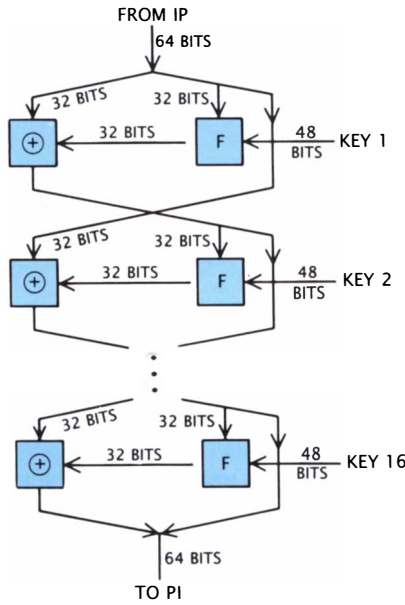 FROM IP
64 BITS
32 BITS
32 BITS
⊕
32 BITS
F
48
BITS
KEY 1
32 BITS
32 BITS
⊕
32 BITS
F
48
BITS
KEY 2
32 BITS
32 BITS
⊕
32 BITS
F
48
BITS
KEY 16
64 BITS
TO PI